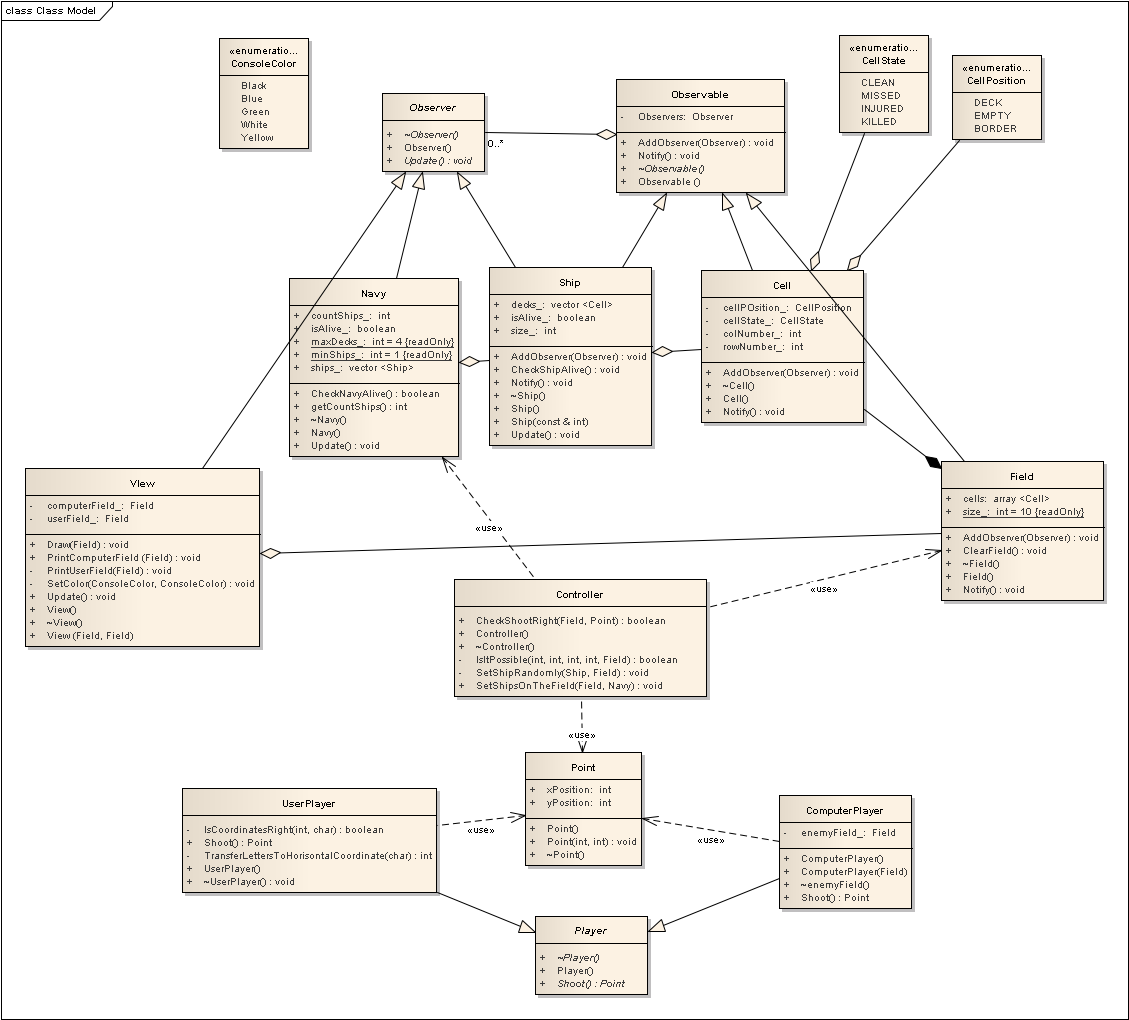 class Class Model
«enumeratio...
ConsoleColor
Black
Blue
Green
White
Yellow
Observer
+ ~Observer()
+ Observer()
+ Update() : void
0..*
Observable
- Observers: Observer
+ AddObserver(Observer) : void
+ Notify() : void
+ ~Observable()
+ Observable ()
«enumeratio...
CellState
CLEAN
MISSED
INJURED
KILLED
«enumeratio...
CellPosition
DECK
EMPTY
BORDER
Navy
+ countShips_: int
+ isAlive_: boolean
+ maxDecks_: int = 4 {readOnly}
+ minShips_: int = 1 {readOnly}
+ ships_: vector <Ship>
+ CheckNavyAlive() : boolean
+ getCountShips() : int
+ ~Navy()
+ Navy()
+ Update() : void
Ship
+ decks_: vector <Cell>
+ isAlive_: boolean
+ size_: int
+ AddObserver(Observer) : void
+ CheckShipAlive() : void
+ Notify() : void
+ ~Ship()
+ Ship()
+ Ship(const & int)
+ Update() : void
Cell
- cellPOsition_: CellPosition
- cellState_: CellState
- colNumber_: int
- rowNumber_: int
+ AddObserver(Observer) : void
+ ~Cell()
+ Cell()
+ Notify() : void
VIew
- computerField_: Field
- userField_: Field
+ Draw(Field) : void
+ PrintComputerField (Field) : void
- PrintUserField(Field) : void
- SetColor(ConsoleColor, ConsoleColor) : void
+ Update() : void
+ View()
+ ~View()
+ View (Field, Field)
Field
+ cells: array <Cell>
+ size_: int = 10 {readOnly}
+ AddObserver(Observer) : void
+ ClearField() : void
+ ~Field()
+ Field()
+ Notify() : void
«use»
Controller
+ CheckShootRight(Field, Point) : boolean
+ Controller()
+ ~Controller()
- IsItPossible(int, int, int, int, Field) : boolean
- SetShipRandomly(Ship, Field) : void
+ SetShipsOnTheField(Field, Navy) : void
«use»
«use»
Point
+ xPosition: int
+ yPosition: int
+ Point()
+ Point(int, int) : void
+ ~Point()
UserPlayer
- IsCoordinatesRight(int, char) : boolean
+ Shoot() : Point
- TransferLettersToHorisontalCoordinate(char) : int
+ UserPlayer()
+ ~UserPlayer() : void
«use»
«use»
ComputerPlayer
- enemyField_: Field
+ ComputerPlayer()
+ ComputerPlayer(Field)
+ ~enemyField()
+ Shoot() : Point
Player
+ ~Player()
+ Player()
+ Shoot() : Point